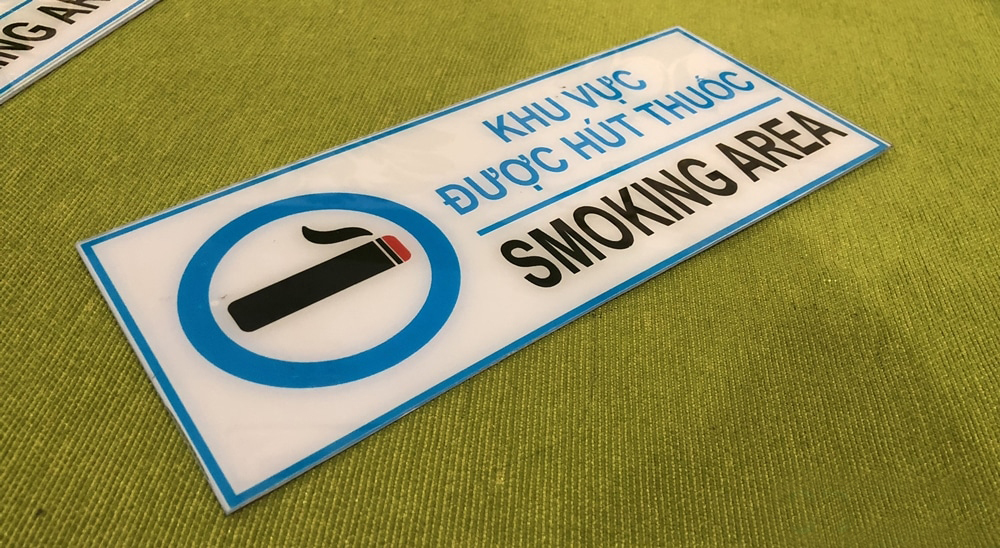 KHU VỰC
ĐƯỢC HÚT THUỐC
SMOKING AREA